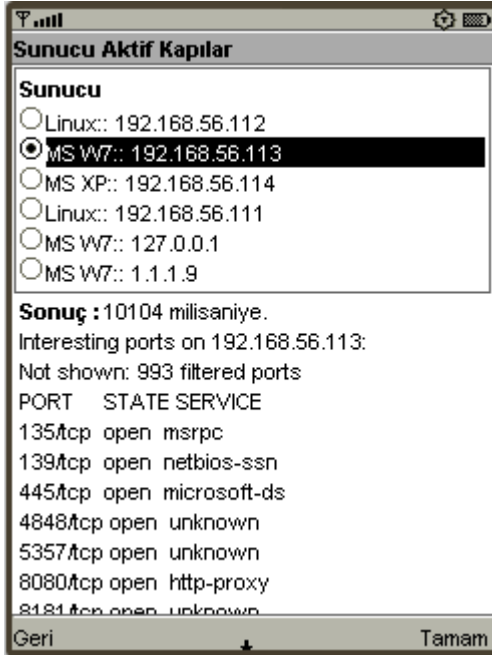 Sunucu Aktif Kapılar
Sunucu
Linux:: 192.168.56.112
MS W7:: 192.168.56.113
MS XP:: 192.168.56.114
Linux:: 192.168.56.111
MS W7:: 127.0.0.1
MS W7:: 1.1.1.9
Sonuç : 10104 milisaniye.
Interesting ports on 192.168.56.113:
Not shown: 993 filtered ports
PORT STATE SERVICE
135/tcp open msrpc
139/tcp open netbios-ssn
445/tcp open microsoft-ds
4848/tcp open unknown
5357/tcp open unknown
8080/tcp open http-proxy
8181/tcp open unknown
Geri Tamam